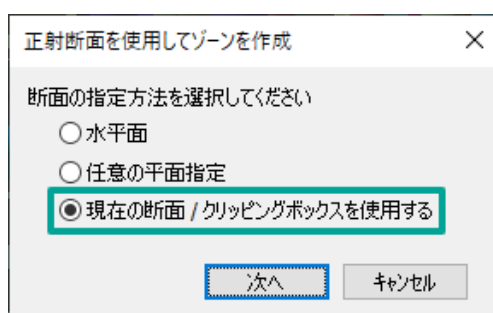 正射断面を使用してゾーンを作成
断面の指定方法を選択してください
水平面
任意の平面指定
現在の断面 / クリッピングボックスを使用する
次へ
キャンセル